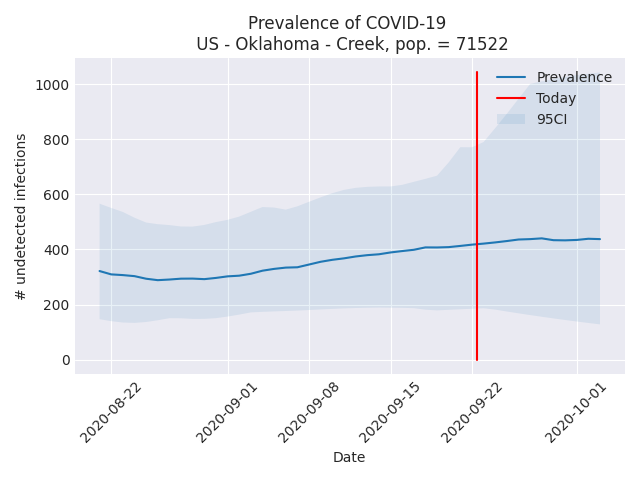 Prevalence of COVID-19
US - Oklahoma - Creek, pop. = 71522
Prevalence
Today
95CI
1000
800
600
400
200
0
# undetected infections
2020-08-22
2020-09-01
2020-09-08
2020-09-15
2020-09-22
2020-10-01
Date